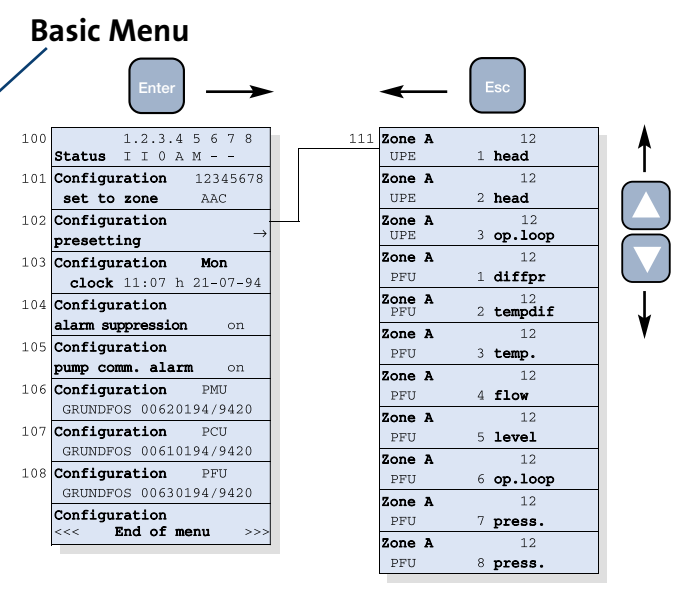 Basic Menu
Enter
Esc
100 1.2.3.4 5 6 7 8
Status I I 0 A M - -
101 Configuration 12345678
set to zone AAC
102 Configuration
presetting →
103 Configuration Mon
clock 11:07 h 21-07-94
104 Configuration
alarm suppression on
105 Configuration
pump comm. alarm on
106 Configuration PMU
GRUNDFOS 00620194/9420
107 Configuration PCU
GRUNDFOS 00610194/9420
108 Configuration PFU
GRUNDFOS 00630194/9420
Configuration
<<< End of menu >>>
111 Zone A 12
UPE 1 head
Zone A 12
UPE 2 head
Zone A 12
UPE 3 op.loop
Zone A 12
PFU 1 diffpr
Zone A 12
PFU 2 tempdif
Zone A 12
PFU 3 temp.
Zone A 12
PFU 4 flow
Zone A 12
PFU 5 level
Zone A 12
PFU 6 op.loop
Zone A 12
PFU 7 press.
Zone A 12
PFU 8 press.